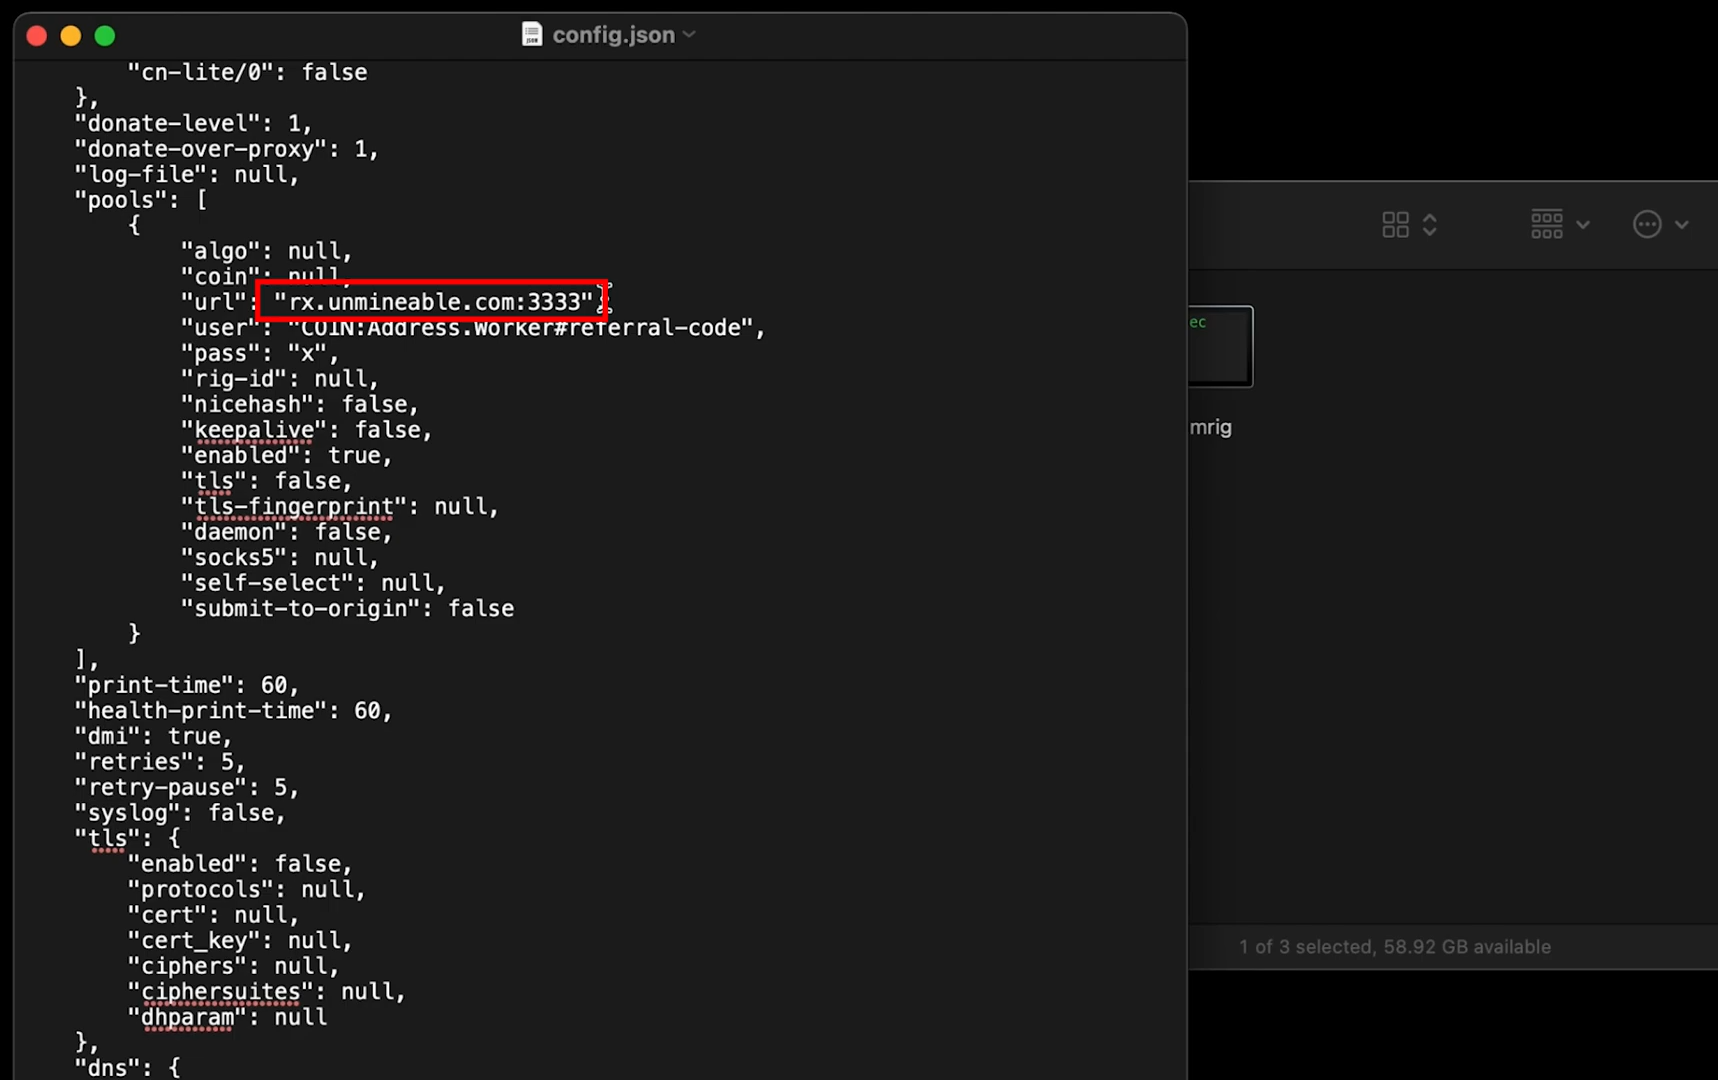 config.json
"cn-lite/0": false
},
"donate-level": 1,
"donate-over-proxy": 1,
"log-file": null,
"pools": [
{
"algo": null,
"coin": null,
"url": "rx.unmineable.com:3333",
"user": "COIN:Address.Worker#referral-code",
"pass": "x",
"rig-id": null,
"nicehash": false,
"keepalive": false,
"enabled": true,
"tls": false,
"tls-fingerprint": null,
"daemon": false,
"socks5": null,
"self-select": null,
"submit-to-origin": false
}
],
"print-time": 60,
"health-print-time": 60,
"dmi": true,
"retries": 5,
"retry-pause": 5,
"syslog": false,
"tls": {
"enabled": false,
"protocols": null,
"cert": null,
"cert_key": null,
"ciphers": null,
"ciphersuites": null,
"dhparam": null
},
"dns": {
ec
mrig
1 of 3 selected, 58.92 GB available